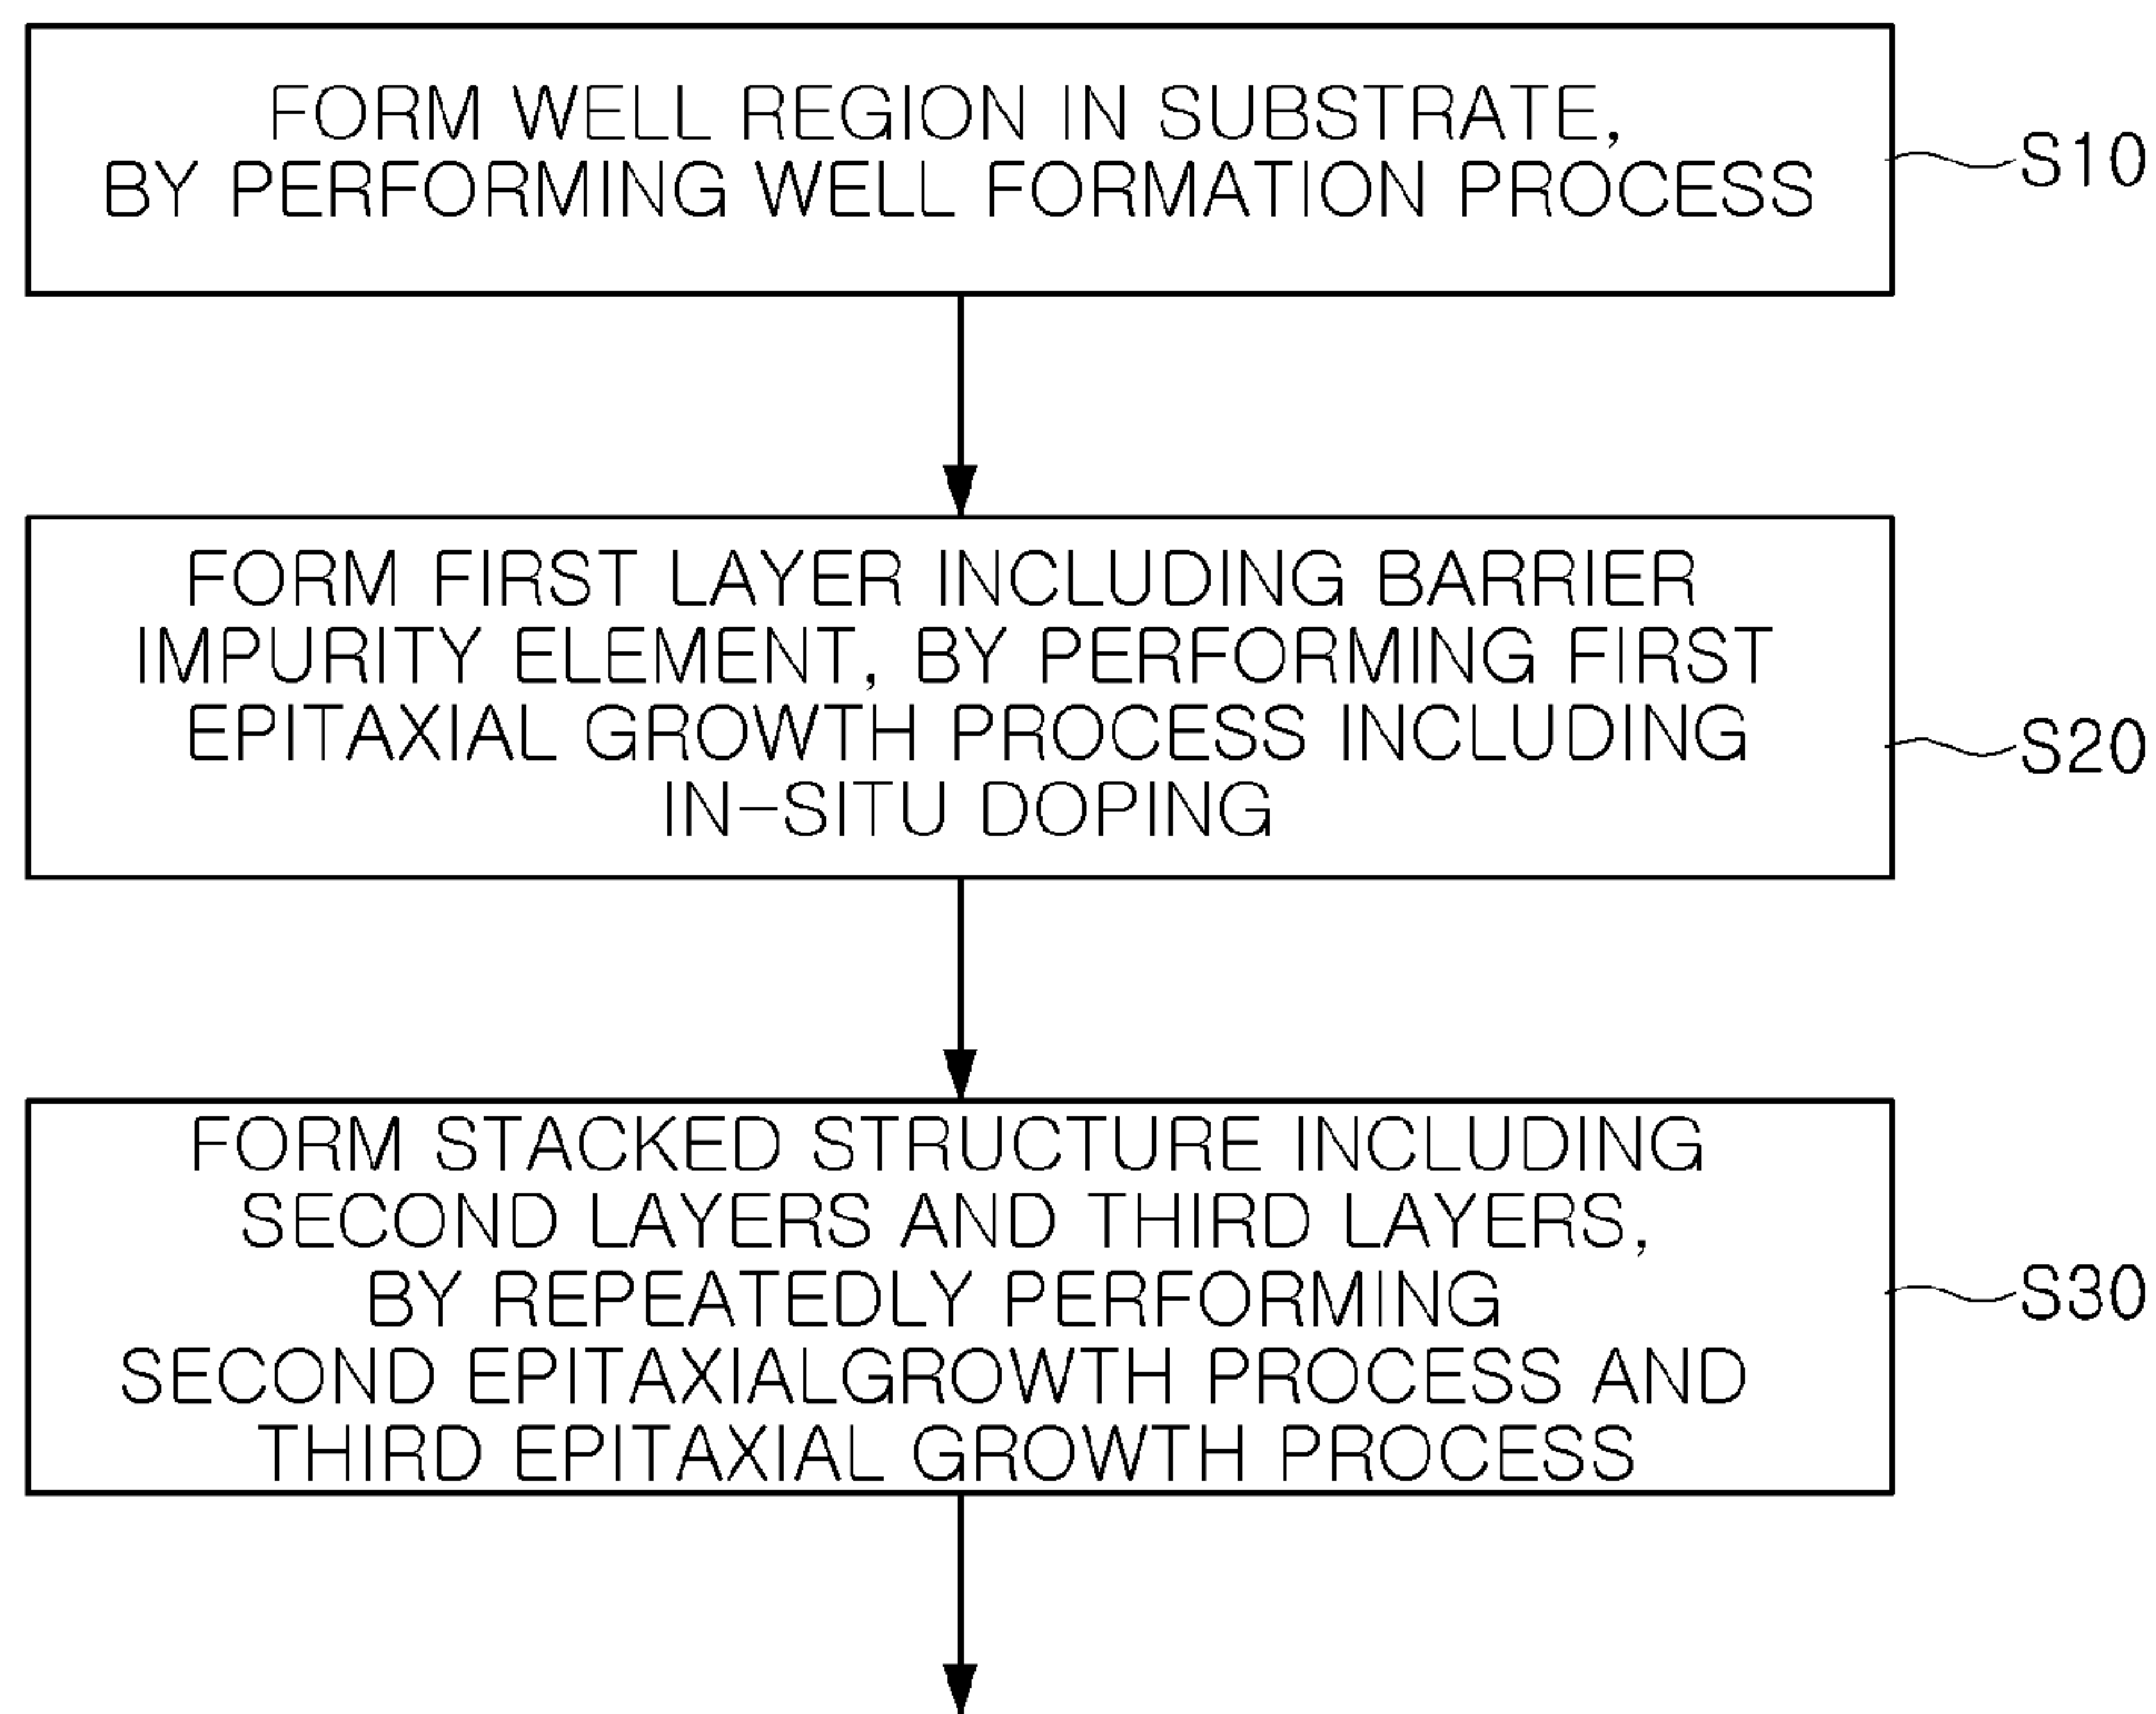 FORM WELL REGION IN SUBSTRATE,
BY PERFORMING WELL FORMATION PROCESS
S10
FORM FIRST LAYER INCLUDING BARRIER
IMPURITY ELEMENT, BY PERFORMING FIRST
EPITAXIAL GROWTH PROCESS INCLUDING
IN-SITU DOPING
S20
FORM STACKED STRUCTURE INCLUDING
SECOND LAYERS AND THIRD LAYERS,
BY REPEATEDLY PERFORMING
SECOND EPITAXIALGROWTH PROCESS AND
THIRD EPITAXIAL GROWTH PROCESS
S30